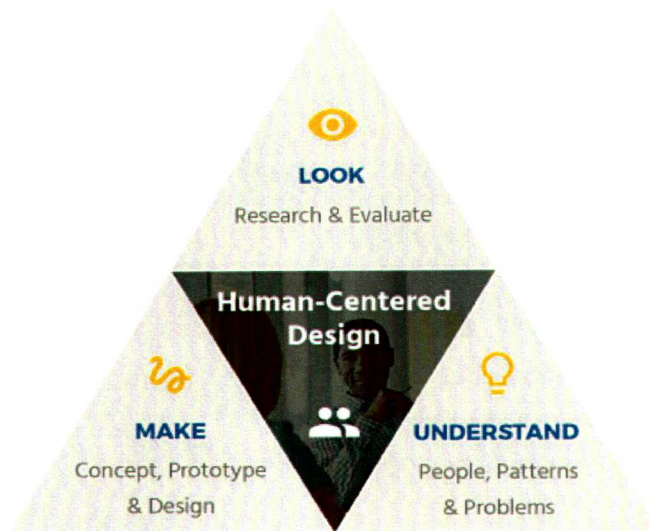 LOOK
Research & Evaluate
Human-Centered
Design
MAKE
Concept, Prototype
& Design
UNDERSTAND
People, Patterns
& Problems